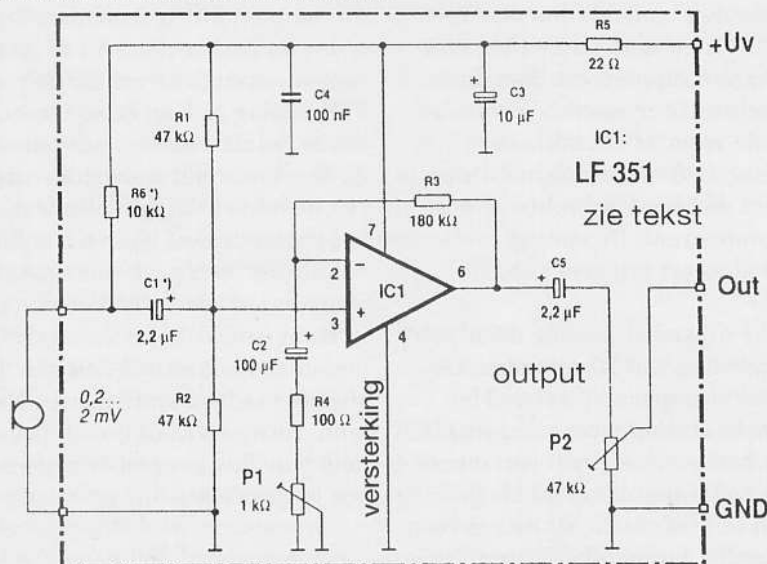 R5
22 Ω
+Uv
R1
47 kΩ
C4
100 nF
+
C3
10 µF
IC1:
LF 351
zie tekst
R6 *)
10 kΩ
R3
180 kΩ
7
2
−
IC1
6
3
+
4
C1 *)
+
2,2 µF
C5
+
2,2 µF
Out
C2
+
100 µF
0,2...
2 mV
R2
47 kΩ
R4
100 Ω
versterking
output
P1
1 kΩ
P2
47 kΩ
GND